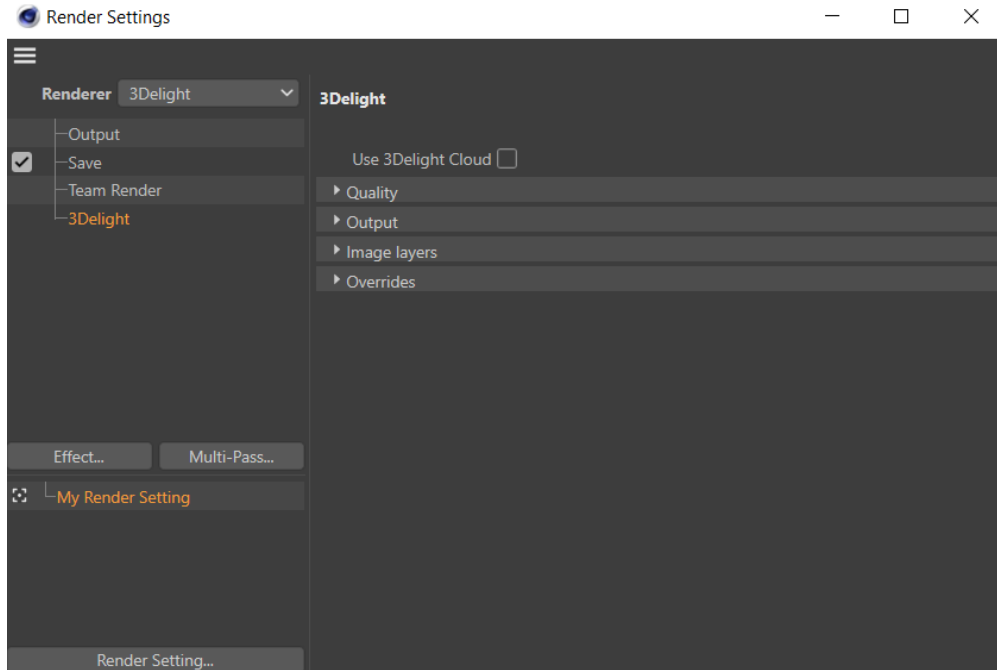 Render Settings
Renderer 3Delight
Output
Save
Team Render
3Delight
Effect... Multi-Pass...
My Render Setting
Render Setting...
3Delight
Use 3Delight Cloud
Quality
Output
Image layers
Overrides